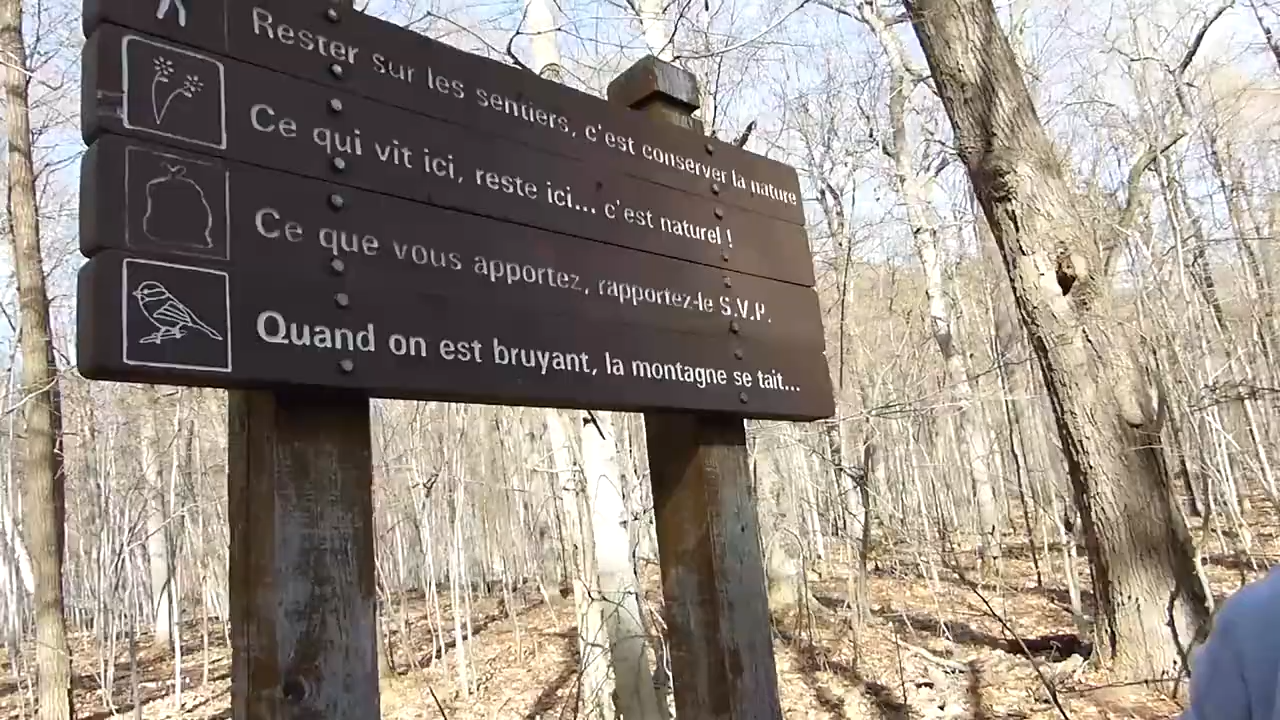 Rester sur les sentiers, c'est conserver la nature
Ce qui vit ici, reste ici... c'est naturel !
Ce que vous apportez, rapportez-le S.V.P.
Quand on est bruyant, la montagne se tait...